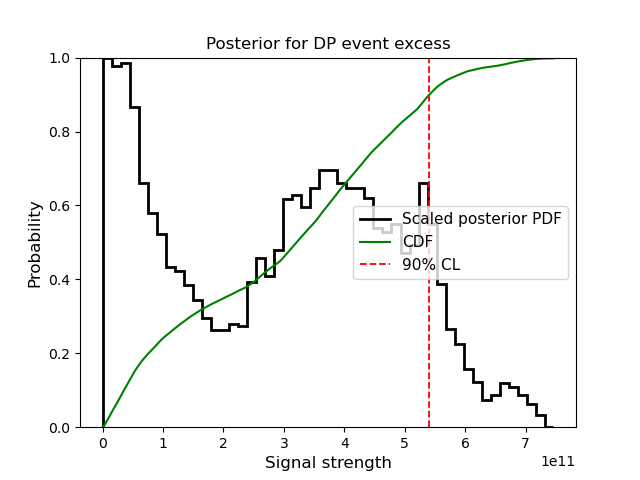 Posterior for DP event excess
Probability
1.0
0.8
0.6
0.4
0.2
0.0
Scaled posterior PDF
CDF
90% CL
0 1 2 3 4 5 6 7
1e11
Signal strength